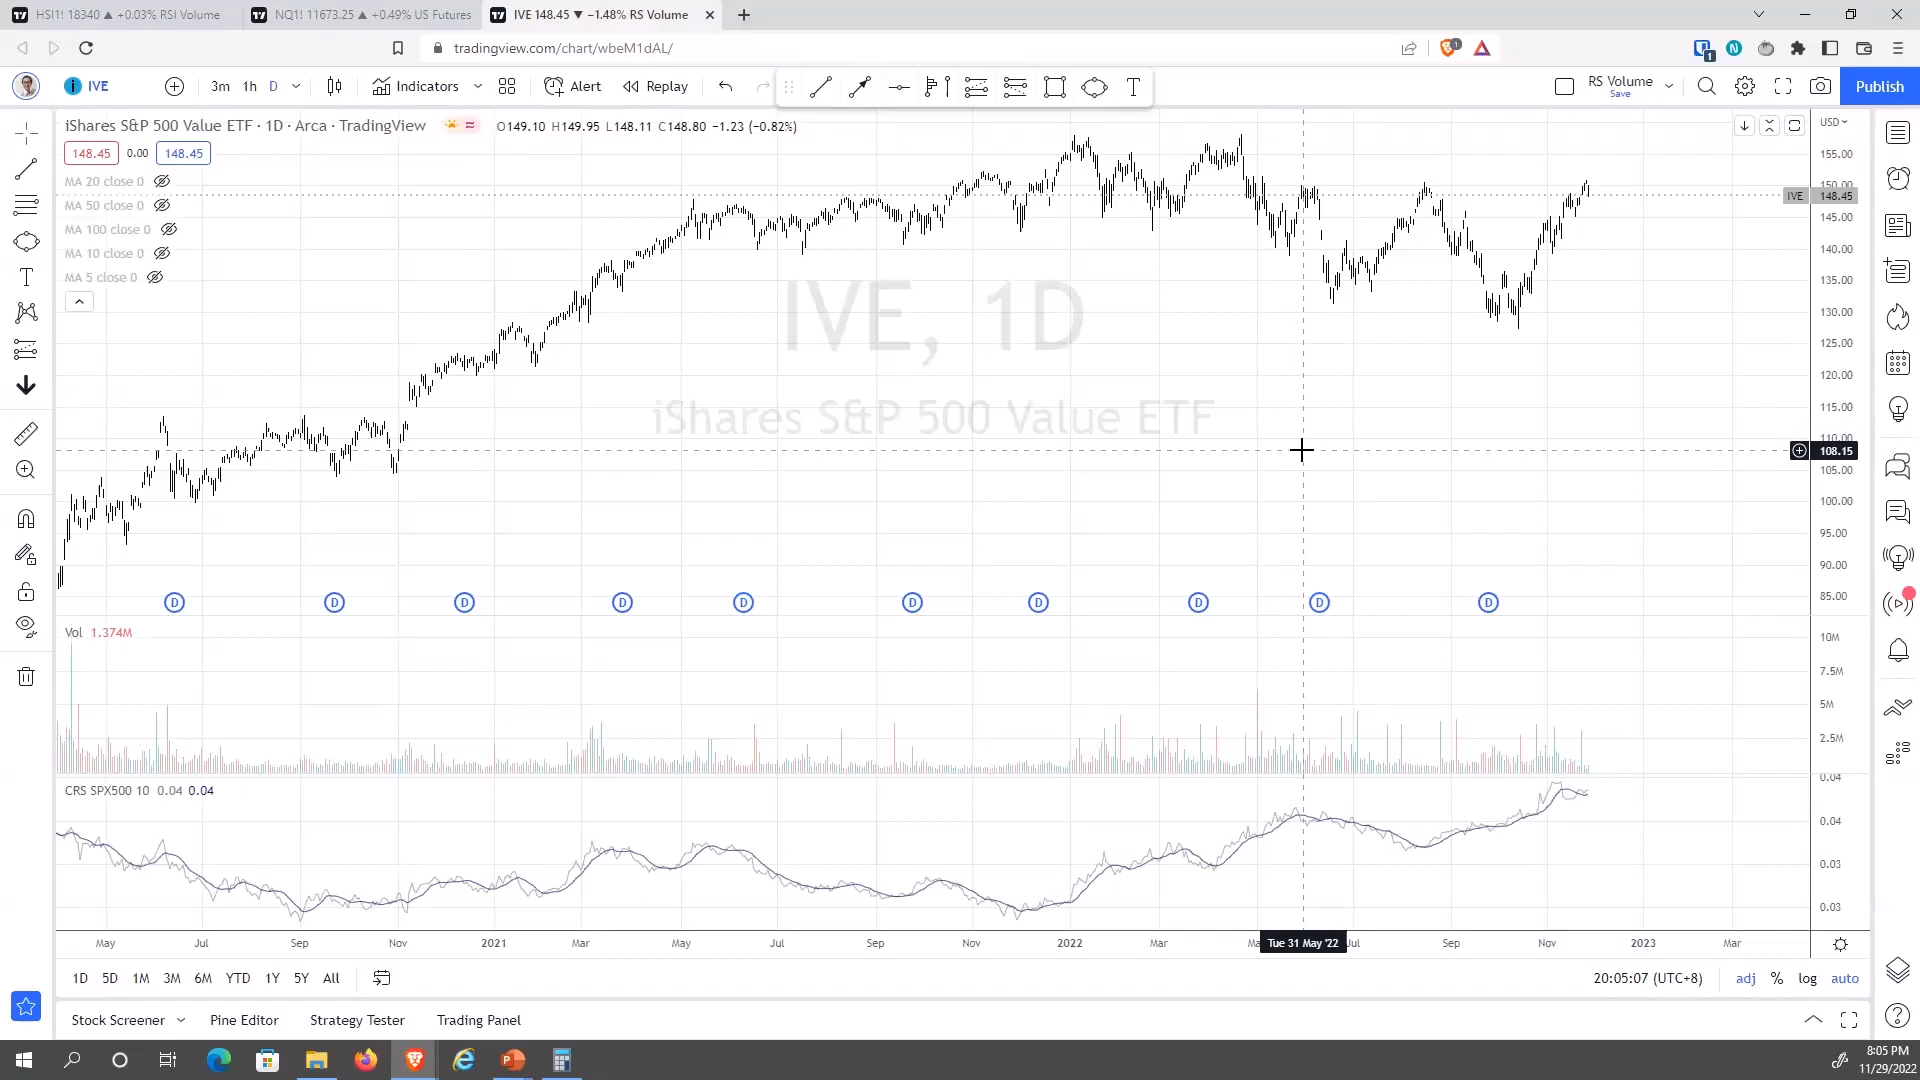 HSI1! 18340 ▲ +0.03% RSI Volume
NQ1! 11673.25 ▲ +0.49% US Futures
IVE 148.45 ▼ −1.48% RS Volume
tradingview.com/chart/wbeM1dAL/
IVE
3m 1h D
Indicators
Alert
Replay
T
RS Volume
Save
Publish
iShares S&P 500 Value ETF · 1D · Arca · TradingView
O149.10 H149.95 L148.11 C148.80 −1.23 (−0.82%)
USD
148.45 0.00 148.45
MA 20 close 0
MA 50 close 0
MA 100 close 0
MA 10 close 0
MA 5 close 0
IVE, 1D
iShares S&P 500 Value ETF
155.00
150.00
IVE 148.45
145.00
140.00
135.00
130.00
125.00
120.00
115.00
110.00
108.15
105.00
100.00
95.00
90.00
85.00
D D D D D D D D D D
Vol 1.374M
10M
7.5M
5M
2.5M
CRS SPX500 10 0.04 0.04
0.04
0.04
0.03
0.03
May Jul Sep Nov 2021 Mar May Jul Sep Nov 2022 Mar Tue 31 May '22 Jul Sep Nov 2023 Mar
1D 5D 1M 3M 6M YTD 1Y 5Y All
20:05:07 (UTC+8) adj % log auto
Stock Screener Pine Editor Strategy Tester Trading Panel
8:05 PM
11/29/2022